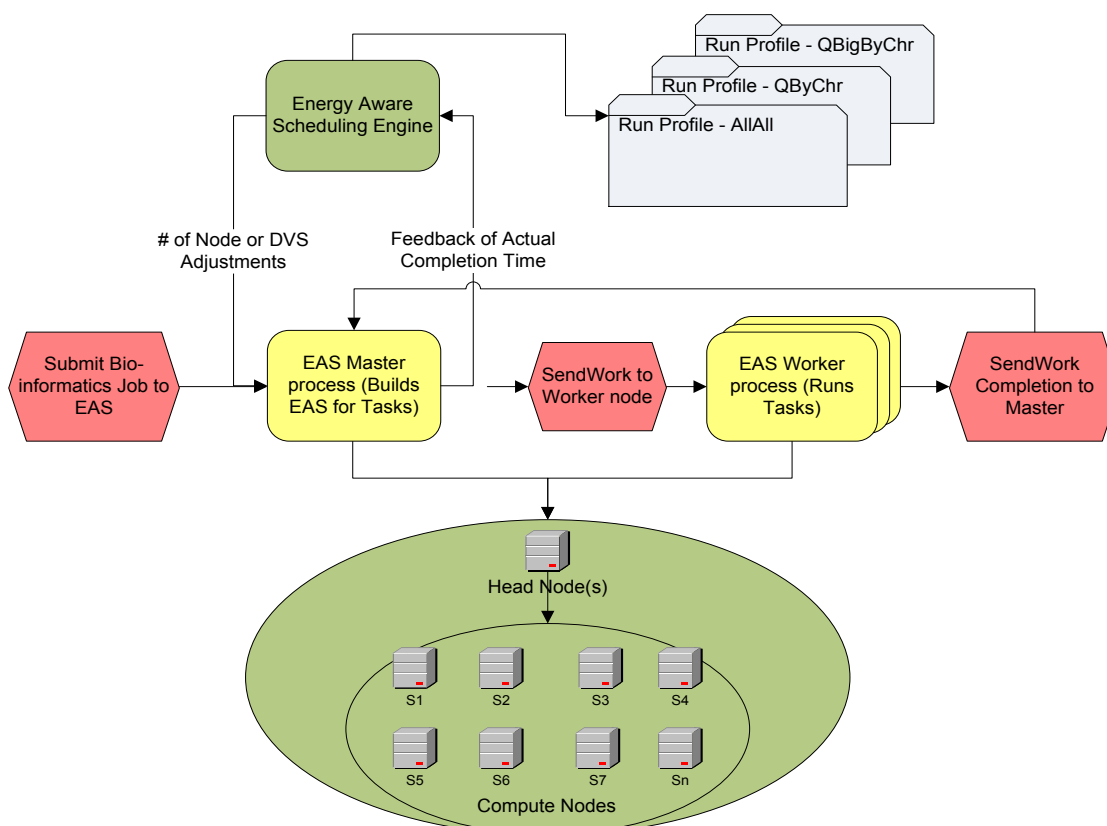 Run Profile - QBigByChr
Run Profile - QByChr
Run Profile - AllAll
Energy Aware
Scheduling Engine
# of Node or DVS
Adjustments
Feedback of Actual
Completion Time
Submit Bio-
informatics Job to
EAS
EAS Master
process (Builds
EAS for Tasks)
SendWork to
Worker node
EAS Worker
process (Runs
Tasks)
SendWork
Completion to
Master
Head Node(s)
S1
S2
S3
S4
S5
S6
S7
Sn
Compute Nodes